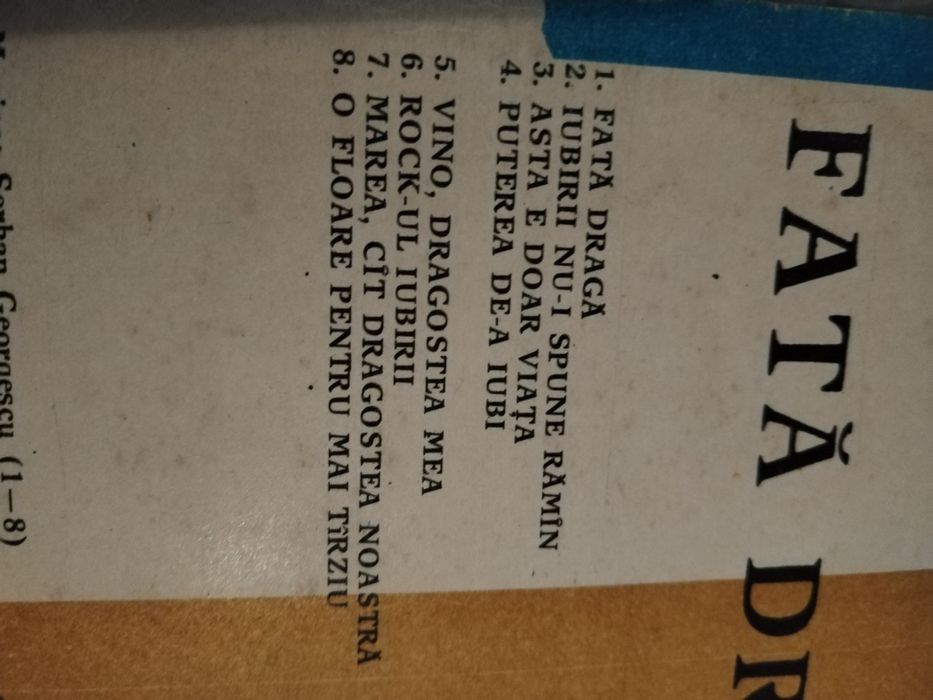 FATĂ DR
1. FATĂ DRAGĂ
2. IUBIRII NU-I SPUNE RĂMÎN
3. ASTA E DOAR VIAȚA
4. PUTEREA DE-A IUBI
5. VINO, DRAGOSTEA MEA
6. ROCK-UL IUBIRII
7. MAREA, CÎT DRAGOSTEA NOASTRĂ
8. O FLOARE PENTRU MAI TÎRZIU
Șerban Georgescu (1—8)